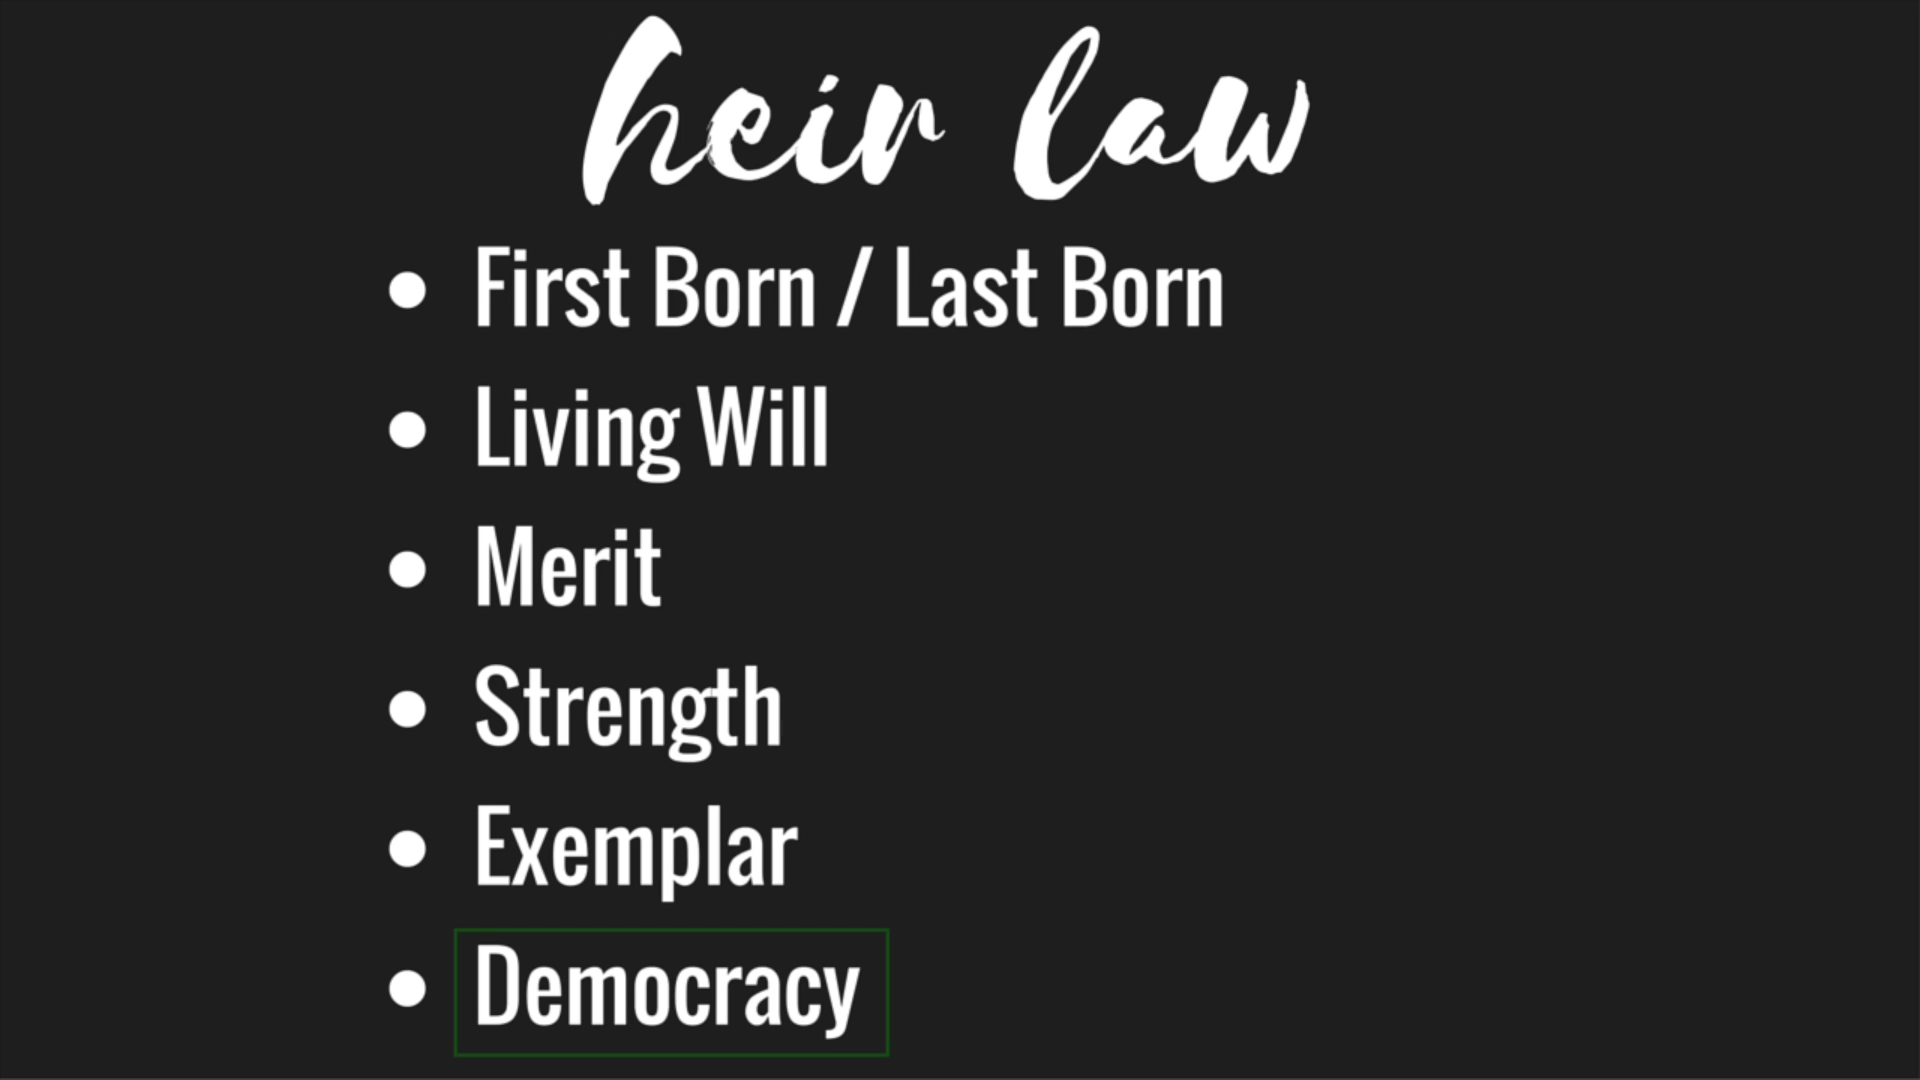 heir law
• First Born / Last Born
• Living Will
• Merit
• Strength
• Exemplar
• Democracy